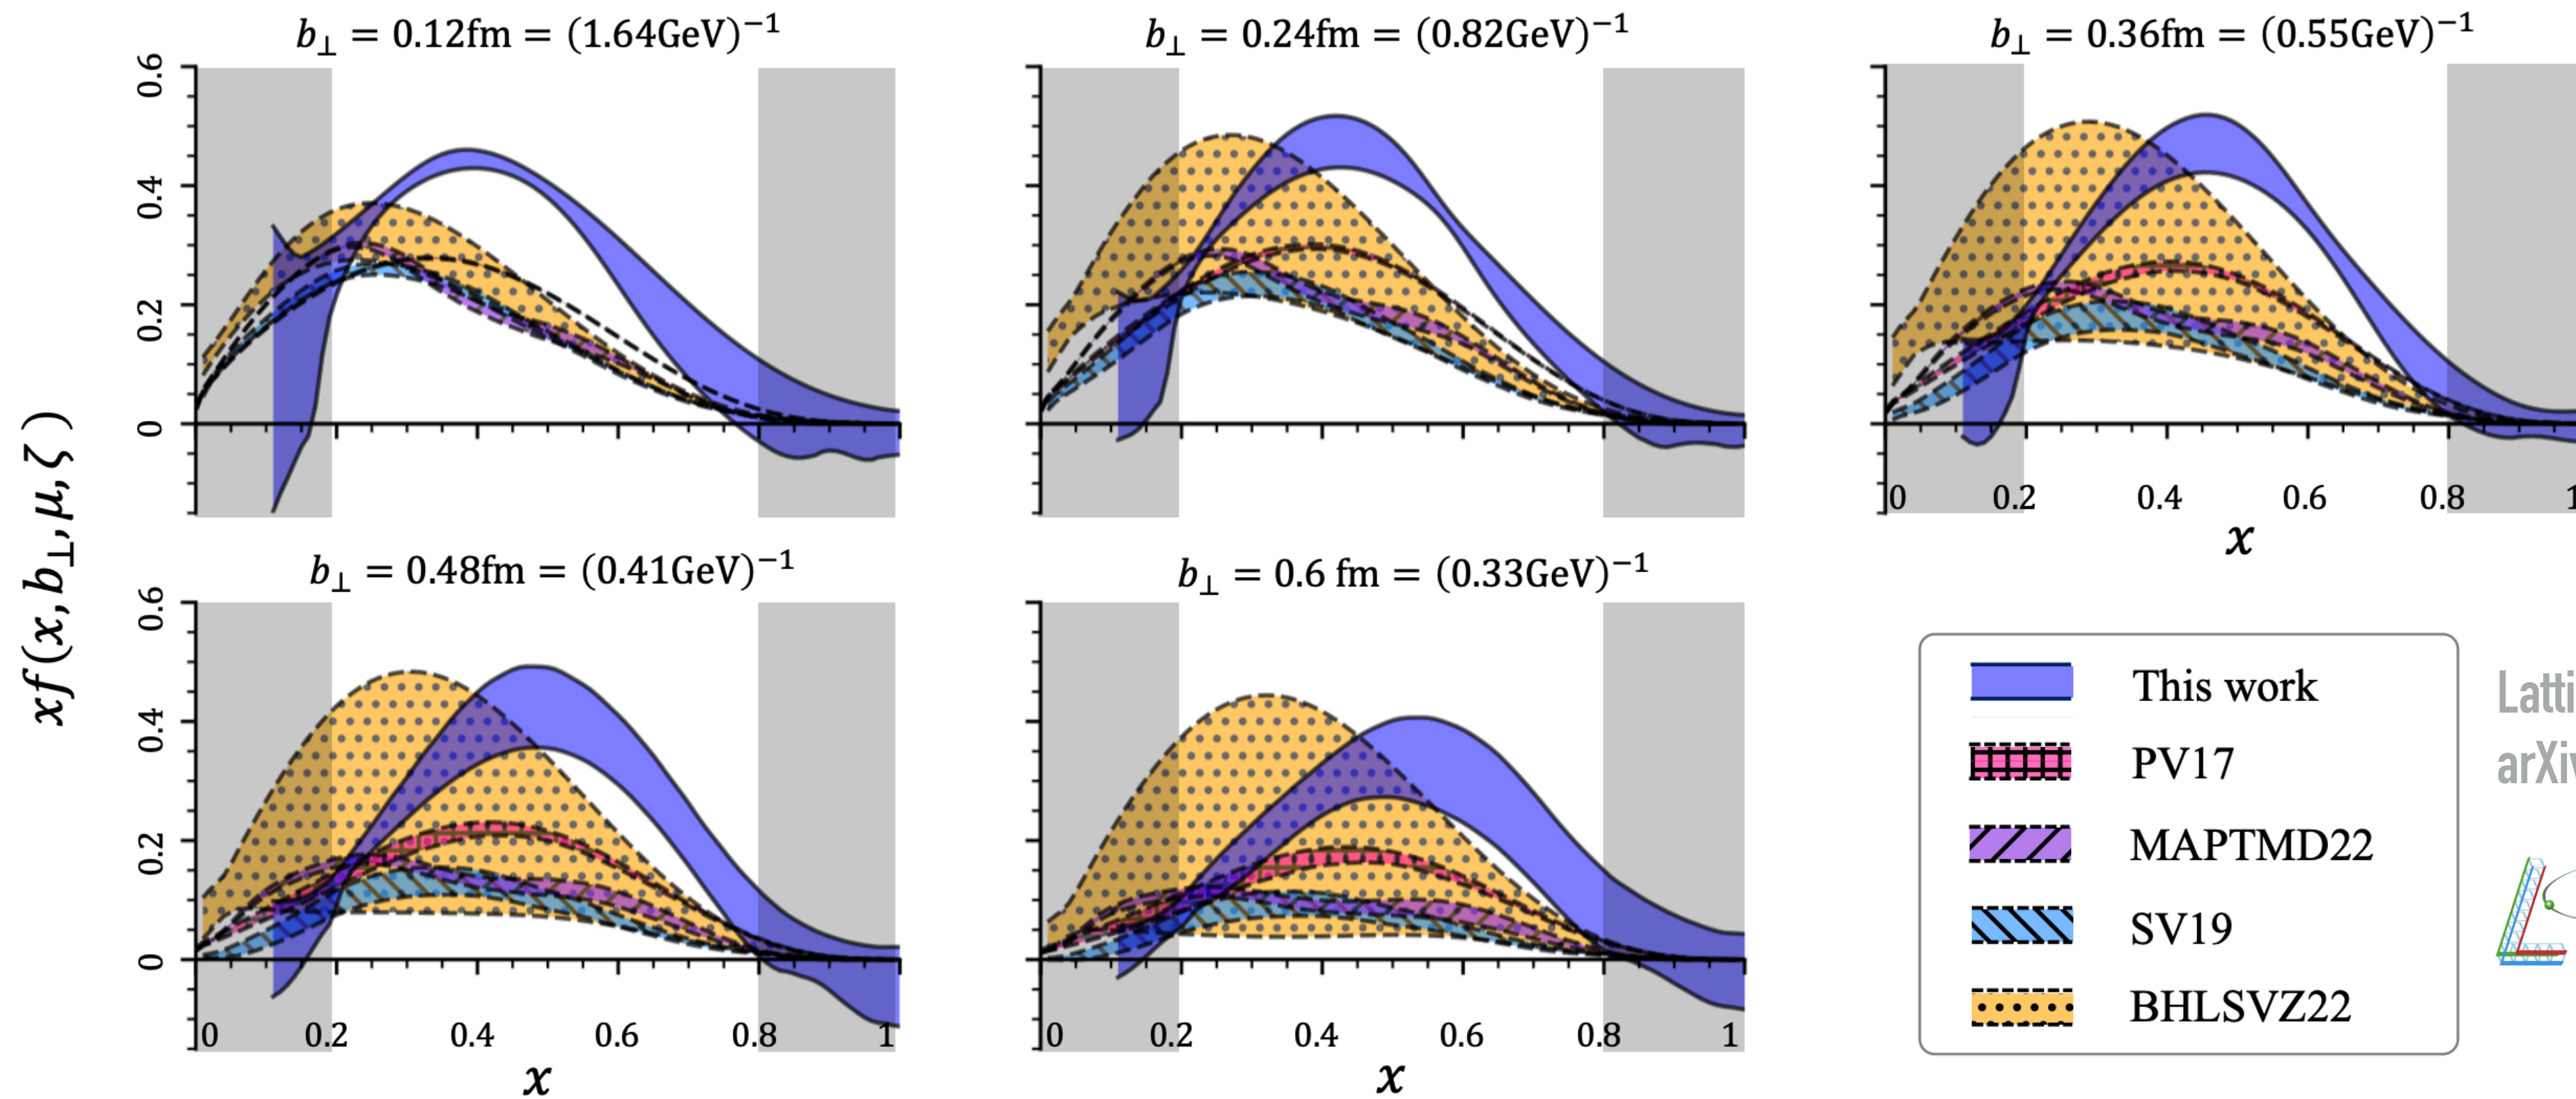 b⊥ = 0.12fm = (1.64GeV)⁻¹
b⊥ = 0.24fm = (0.82GeV)⁻¹
b⊥ = 0.36fm = (0.55GeV)⁻¹
0.6
0.4
0.2
0
0 0.2 0.4 0.6 0.8 1
x
xf(x, b⊥, μ, ζ)
b⊥ = 0.48fm = (0.41GeV)⁻¹
b⊥ = 0.6 fm = (0.33GeV)⁻¹
0.6
0.4
0.2
0
0 0.2 0.4 0.6 0.8 1
x
0 0.2 0.4 0.6 0.8 1
x
This work
PV17
MAPTMD22
SV19
BHLSVZ22
Latti
arXiv